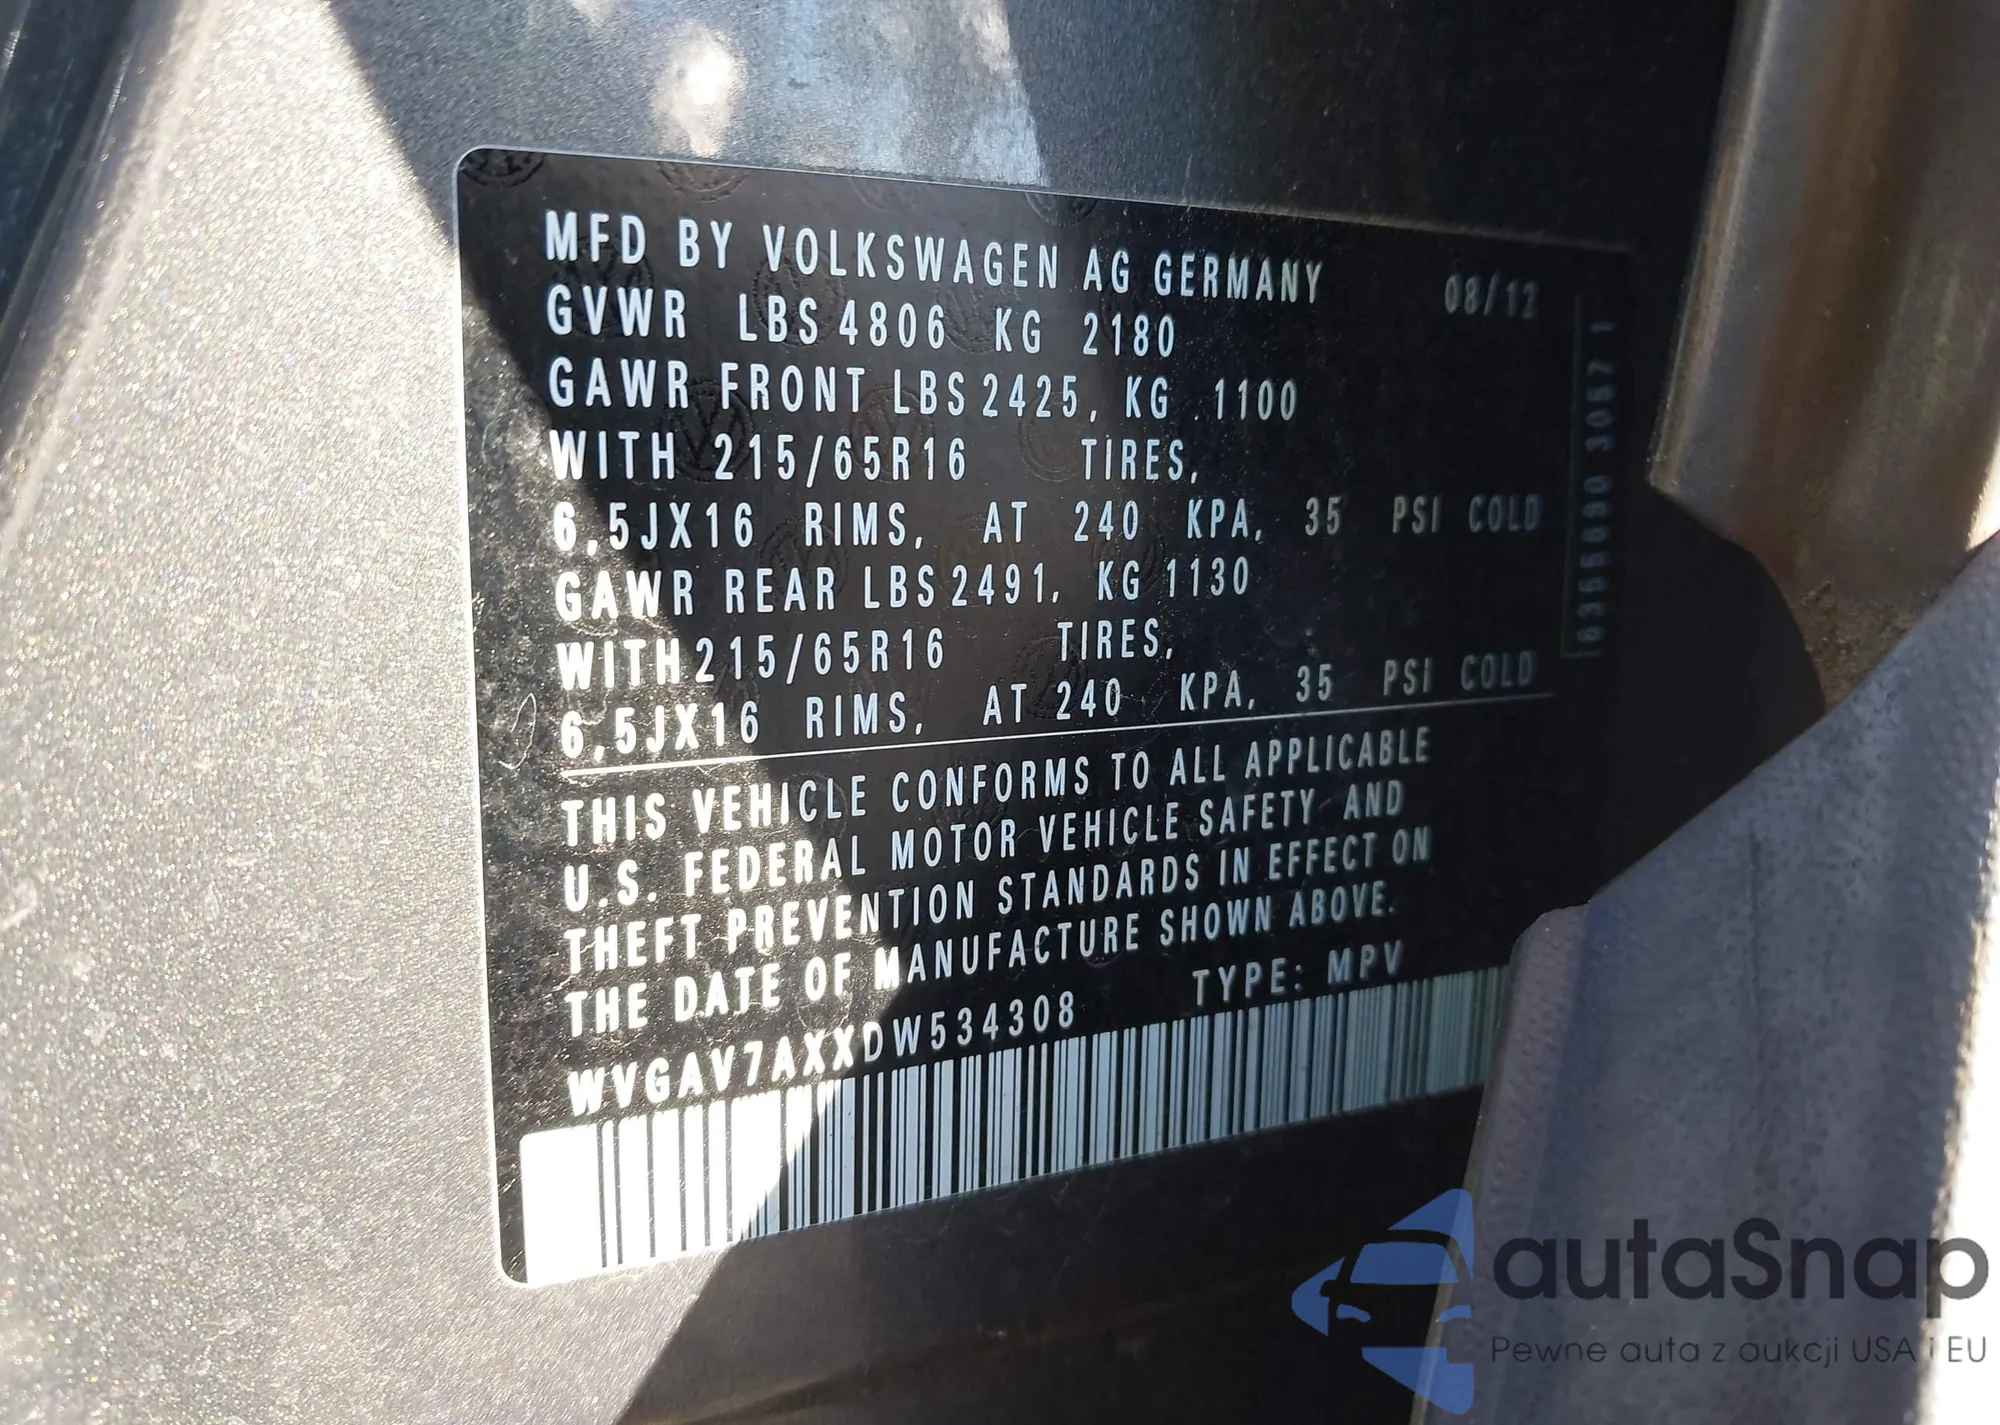 MFD BY VOLKSWAGEN AG GERMANY 08/12
GVWR LBS 4806 KG 2180
GAWR FRONT LBS 2425, KG 1100
WITH 215/65R16 TIRES,
6,5JX16 RIMS, AT 240 KPA, 35 PSI COLD
GAWR REAR LBS 2491, KG 1130
WITH 215/65R16 TIRES,
6,5JX16 RIMS, AT 240 KPA, 35 PSI COLD
THIS VEHICLE CONFORMS TO ALL APPLICABLE
U.S. FEDERAL MOTOR VEHICLE SAFETY AND
THEFT PREVENTION STANDARDS IN EFFECT ON
THE DATE OF MANUFACTURE SHOWN ABOVE.
WVGAV7AXXDW534308 TYPE: MPV
autaSnap
Pewne auta z aukcji USA i EU